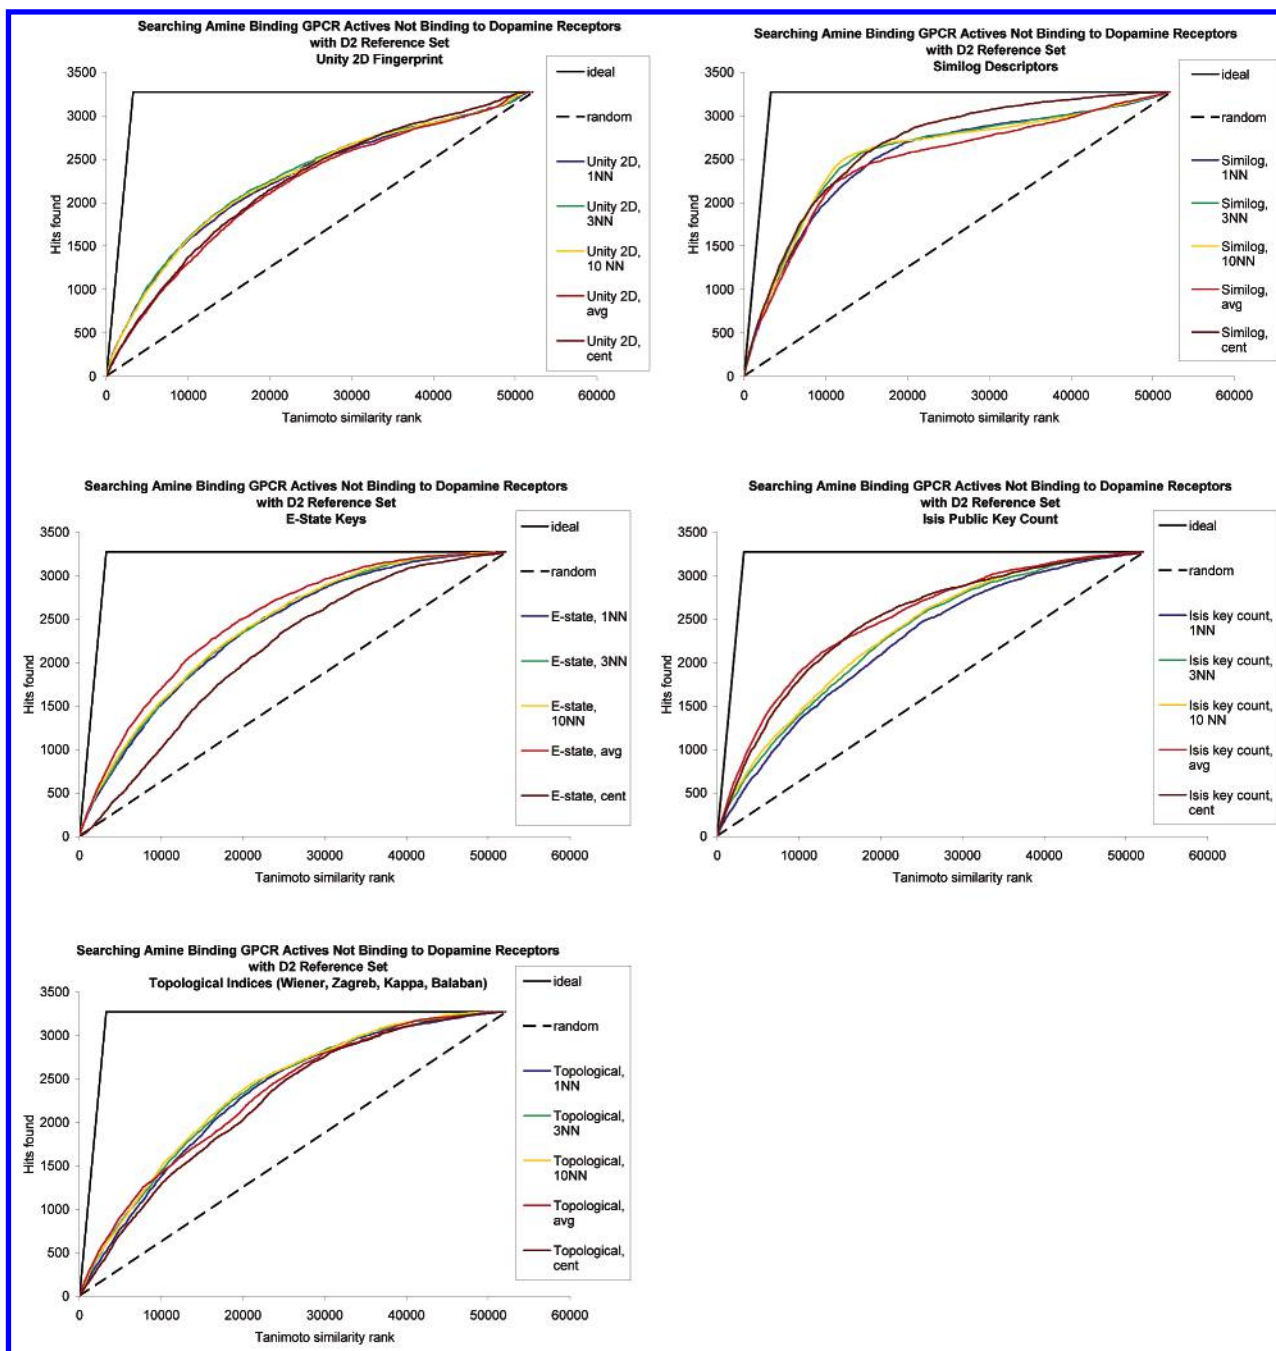 Searching Amine Binding GPCR Actives Not Binding to Dopamine Receptors
with D2 Reference Set
Unity 2D Fingerprint
3500
3000
2500
2000
1500
1000
500
0
Hits found
0 10000 20000 30000 40000 50000 60000
Tanimoto similarity rank
ideal
random
Unity 2D,
1NN
Unity 2D,
3NN
Unity 2D,
10 NN
Unity 2D,
avg
Unity 2D,
cent
Searching Amine Binding GPCR Actives Not Binding to Dopamine Receptors
with D2 Reference Set
Similog Descriptors
3500
3000
2500
2000
1500
1000
500
0
Hits found
0 10000 20000 30000 40000 50000 60000
Tanimoto similarity rank
ideal
random
Similog,
1NN
Similog,
3NN
Similog,
10NN
Similog,
avg
Similog,
cent
Searching Amine Binding GPCR Actives Not Binding to Dopamine Receptors
with D2 Reference Set
E-State Keys
3500
3000
2500
2000
1500
1000
500
0
Hits found
0 10000 20000 30000 40000 50000 60000
Tanimoto similarity rank
ideal
random
E-state, 1NN
E-state, 3NN
E-state,
10NN
E-state, avg
E-state, cent
Searching Amine Binding GPCR Actives Not Binding to Dopamine Receptors
with D2 Reference Set
Isis Public Key Count
3500
3000
2500
2000
1500
1000
500
0
Hits found
0 10000 20000 30000 40000 50000 60000
Tanimoto similarity rank
ideal
random
Isis key count,
1NN
Isis key count,
3NN
Isis key count,
10 NN
Isis key count,
avg
Isis key count,
cent
Searching Amine Binding GPCR Actives Not Binding to Dopamine Receptors
with D2 Reference Set
Topological Indices (Wiener, Zagreb, Kappa, Balaban)
3500
3000
2500
2000
1500
1000
500
0
Hits found
0 10000 20000 30000 40000 50000 60000
Tanimoto similarity rank
ideal
random
Topological,
1NN
Topological,
3NN
Topological,
10NN
Topological,
avg
Topological,
cent